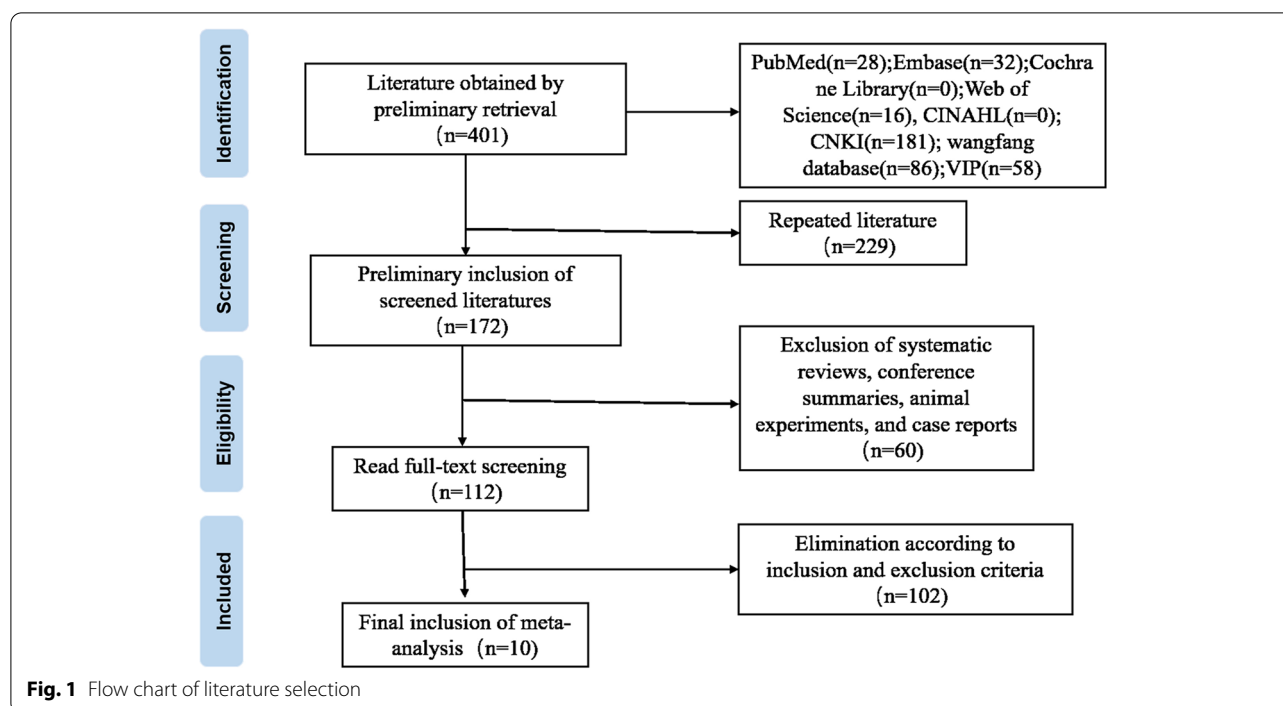 Identification
Literature obtained by
preliminary retrieval
(n=401)
PubMed(n=28);Embase(n=32);Cochra
ne Library(n=0);Web of
Science(n=16), CINAHL(n=0);
CNKI(n=181); wangfang
database(n=86);VIP(n=58)
Screening
Repeated literature
(n=229)
Preliminary inclusion of
screened literatures
(n=172)
Eligibility
Exclusion of systematic
reviews, conference
summaries, animal
experiments, and case reports
(n=60)
Read full-text screening
(n=112)
Included
Elimination according to
inclusion and exclusion criteria
(n=102)
Final inclusion of meta-
analysis (n=10)
Fig. 1 Flow chart of literature selection